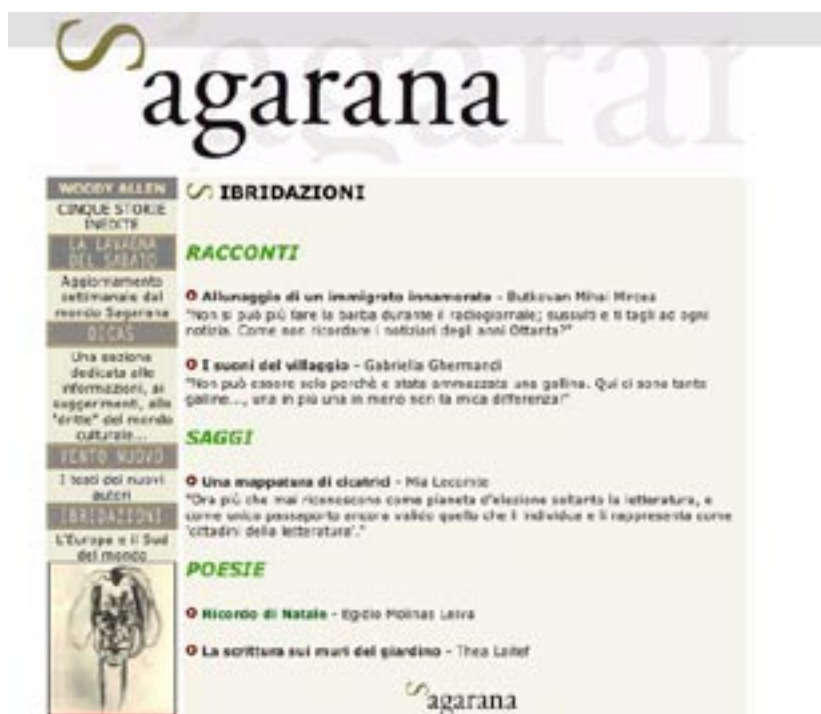 Sagarana
WOODY ALLEN
CINQUE STORIE
INEDITE
LA LAVAGNA
DEL SABATO
Aggiornamento
settimanale dal
mondo Sagarana
DICAS
Una sezione
dedicata alle
informazioni, ai
suggerimenti, alle
"dritte" del mondo
culturale...
VENTO NUOVO
I testi dei nuovi
autori
IBRIDAZIONI
L'Europa e il Sud
del mondo
IBRIDAZIONI
RACCONTI
Allunaggio di un immigrato innamorato - Butkovan Mihai Mircea
"Non si può più fare la barba durante il radiogiornale; sussulti e ti tagli ad ogni
notizia. Come non ricordare i notiziari degli anni Ottanta?"
I suoni del villaggio - Gabriella Ghermandi
"Non può essere solo perchè è stata ammazzata una gallina. Qui ci sono tante
galline..., una in più una in meno non fa mica differenza!"
SAGGI
Una mappatura di cicatrici - Mia Lecomte
"Ora più che mai riconoscono come pianeta d'elezione soltanto la letteratura, e
come unico passaporto ancora valido quello che li individua e li rappresenta come
'cittadini della letteratura'."
POESIE
Ricordo di Natale - Egidio Molinas Leiva
La scrittura sui muri del giardino - Thea Laitef
Sagarana